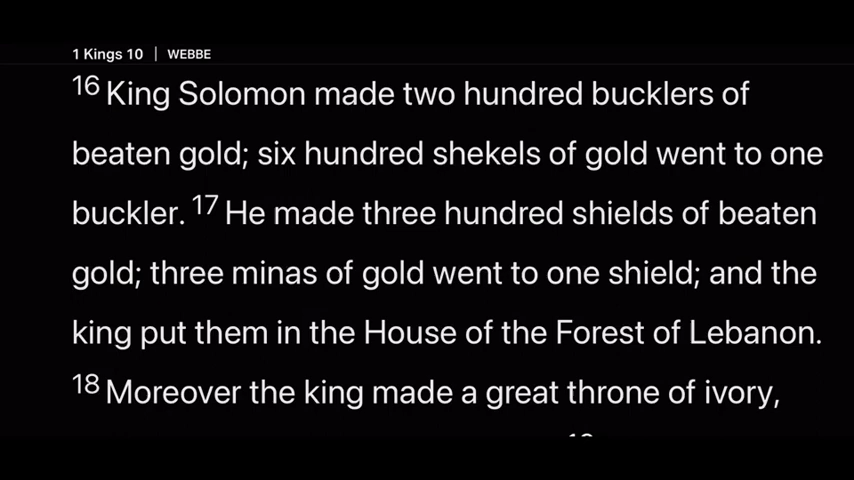 1 Kings 10 | WEBBE
16 King Solomon made two hundred bucklers of
beaten gold; six hundred shekels of gold went to one
buckler. 17 He made three hundred shields of beaten
gold; three minas of gold went to one shield; and the
king put them in the House of the Forest of Lebanon.
18 Moreover the king made a great throne of ivory,